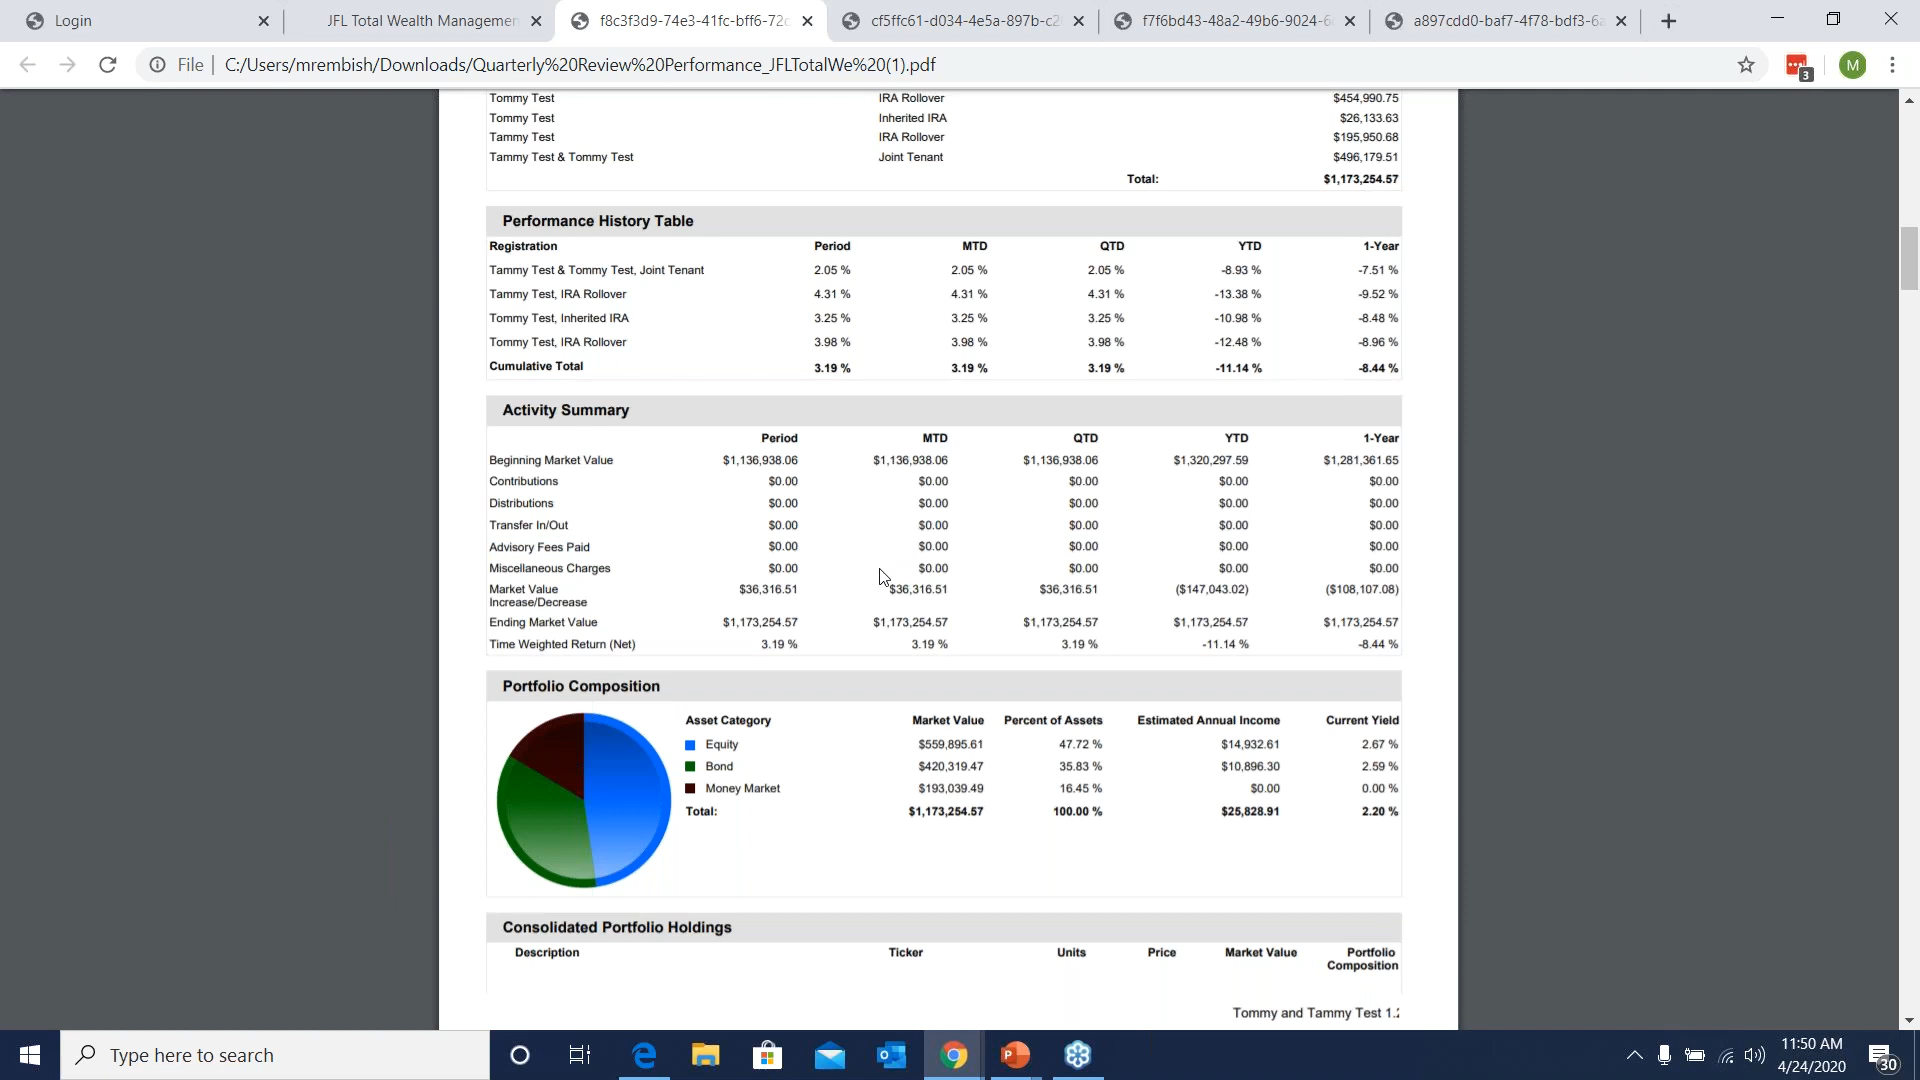 Login
JFL Total Wealth Managemen
f8c3f3d9-74e3-41fc-bff6-72c
cf5ffc61-d034-4e5a-897b-c2
f7f6bd43-48a2-49b6-9024-6
a897cdd0-baf7-4f78-bdf3-6a
File | C:/Users/mrembish/Downloads/Quarterly%20Review%20Performance_JFLTotalWe%20(1).pdf
3
M
Tommy Test IRA Rollover $454,990.75
Tommy Test Inherited IRA $26,133.63
Tammy Test IRA Rollover $195,950.68
Tammy Test & Tommy Test Joint Tenant $496,179.51
Total: $1,173,254.57
Performance History Table
Registration Period MTD QTD YTD 1-Year
Tammy Test & Tommy Test, Joint Tenant 2.05 % 2.05 % 2.05 % -8.93 % -7.51 %
Tammy Test, IRA Rollover 4.31 % 4.31 % 4.31 % -13.38 % -9.52 %
Tommy Test, Inherited IRA 3.25 % 3.25 % 3.25 % -10.98 % -8.48 %
Tommy Test, IRA Rollover 3.98 % 3.98 % 3.98 % -12.48 % -8.96 %
Cumulative Total 3.19 % 3.19 % 3.19 % -11.14 % -8.44 %
Activity Summary
Period MTD QTD YTD 1-Year
Beginning Market Value $1,136,938.06 $1,136,938.06 $1,136,938.06 $1,320,297.59 $1,281,361.65
Contributions $0.00 $0.00 $0.00 $0.00 $0.00
Distributions $0.00 $0.00 $0.00 $0.00 $0.00
Transfer In/Out $0.00 $0.00 $0.00 $0.00 $0.00
Advisory Fees Paid $0.00 $0.00 $0.00 $0.00 $0.00
Miscellaneous Charges $0.00 $0.00 $0.00 $0.00 $0.00
Market Value $36,316.51 $36,316.51 $36,316.51 ($147,043.02) ($108,107.08)
Increase/Decrease
Ending Market Value $1,173,254.57 $1,173,254.57 $1,173,254.57 $1,173,254.57 $1,173,254.57
Time Weighted Return (Net) 3.19 % 3.19 % 3.19 % -11.14 % -8.44 %
Portfolio Composition
Asset Category Market Value Percent of Assets Estimated Annual Income Current Yield
Equity $559,895.61 47.72 % $14,932.61 2.67 %
Bond $420,319.47 35.83 % $10,896.30 2.59 %
Money Market $193,039.49 16.45 % $0.00 0.00 %
Total: $1,173,254.57 100.00 % $25,828.91 2.20 %
Consolidated Portfolio Holdings
Description Ticker Units Price Market Value Portfolio
Composition
Tommy and Tammy Test 1.2
Type here to search
11:50 AM
4/24/2020
30